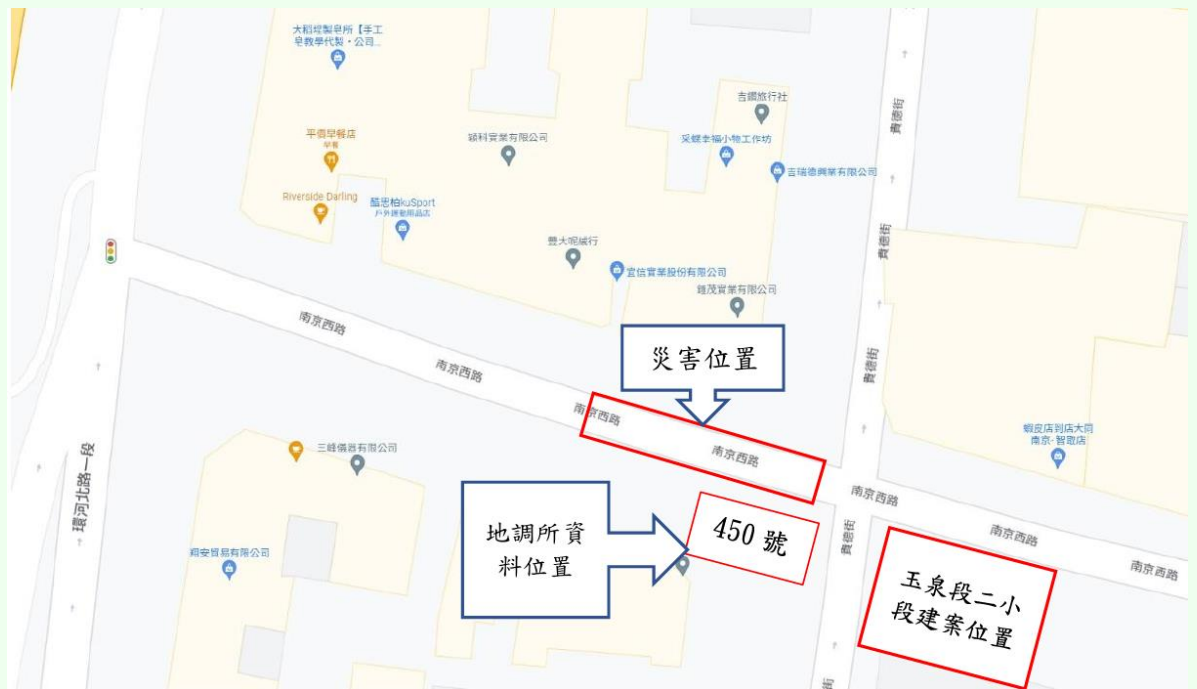 大稻埕製皂所【手工
皂教學代製・公司...
吉鑽旅行社
貴德街
平價早餐店
早餐
穎科實業有限公司
采蝶幸福小物工作坊
吉瑞德興業有限公司
Riverside Darling
酷思柏kuSport
戶外運動用品店
貴德街
豐大呢絨行
宜信實業股份有限公司
鍾茂實業有限公司
南京西路
災害位置
貴德街
南京西路
南京西路
蝦皮店到店大同
南京-智取店
三峰儀器有限公司
南京西路
環河北路一段
南京西路
地調所資
料位置
450 號
南京西路
貴德街
翔安貿易有限公司
南京西路
玉泉段二小
段建案位置